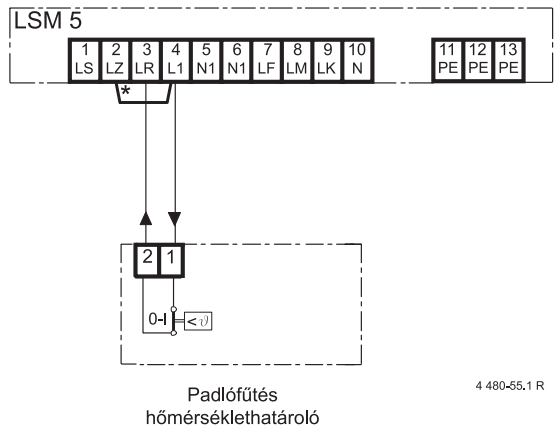 LSM 5
1 2 3 4 5 6 7 8 9 10 11 12 13
LS LZ LR L1 N1 N1 LF LM LK N PE PE PE
*
2 1
0-I <ϑ
Padlófűtés
hőmérséklethatároló
4 480-55.1 R